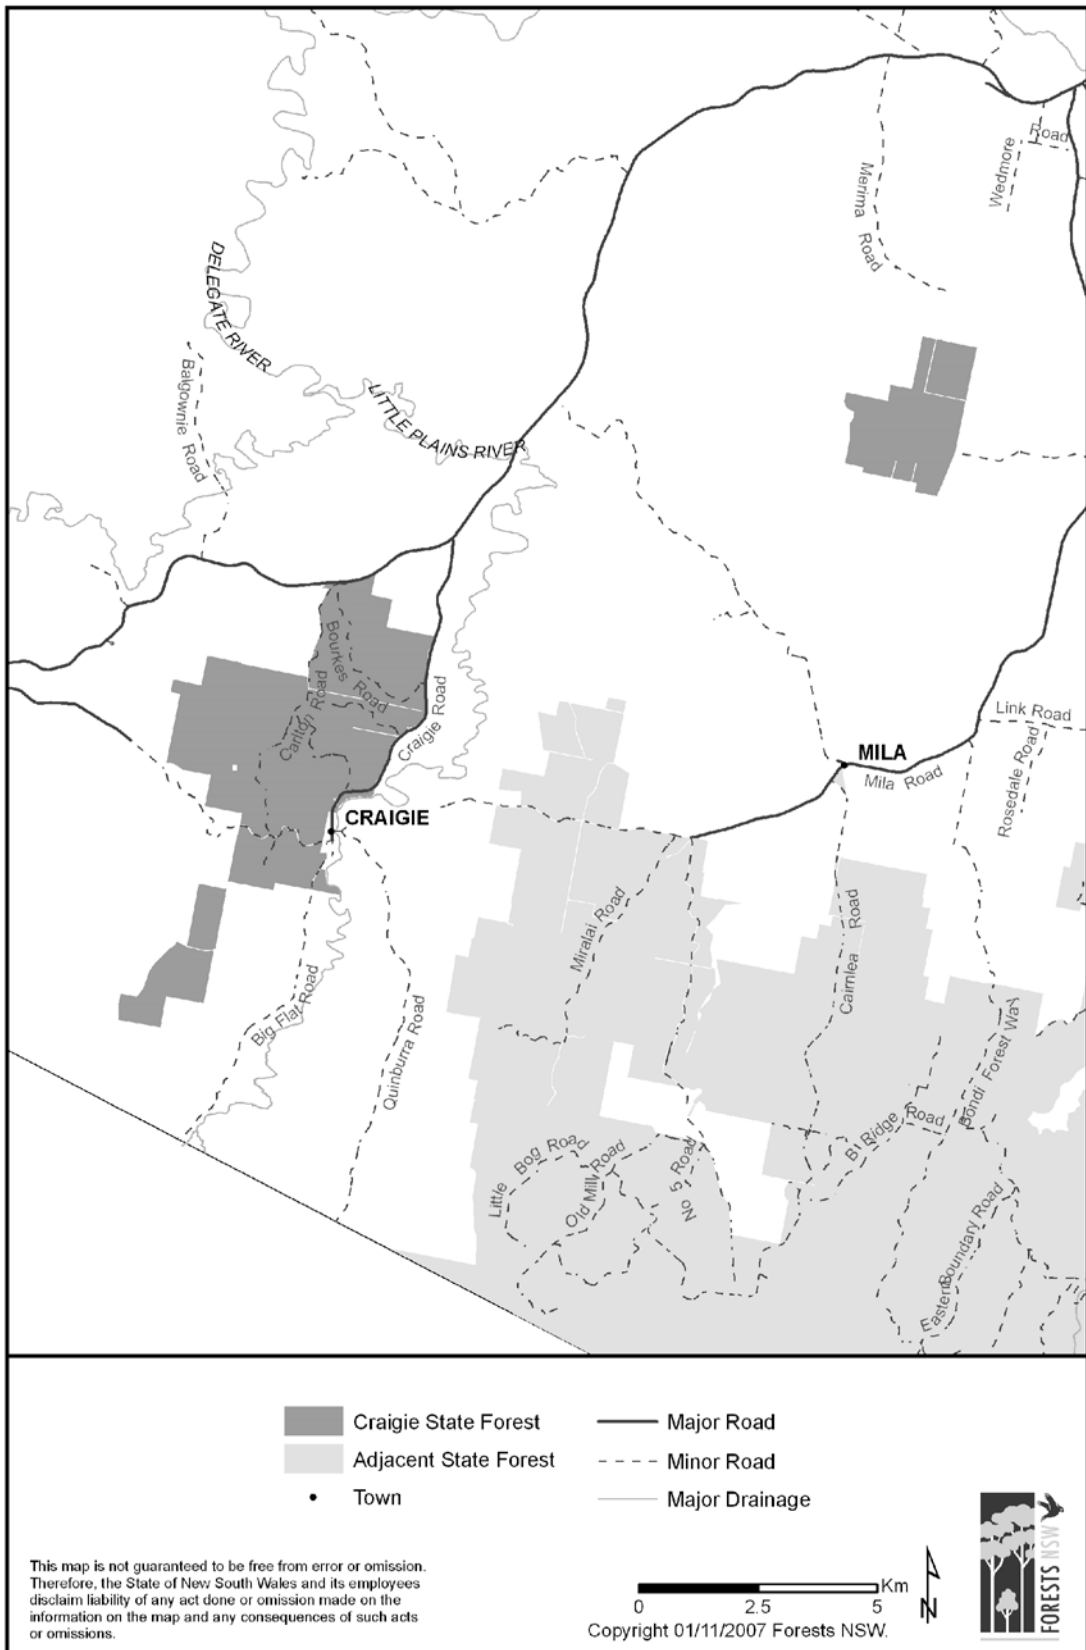 Road
Wedmore
Merima Road
DELEGATE RIVER
LITTLE PLAINS RIVER
Balgownie Road
Bourkes Road
Carlton Road
Craigie Road
Link Road
Rosedale Road
MILA
Mila Road
CRAIGIE
Miralai Road
Cairnlea Road
Big Flat Road
Quinburra Road
Bondi Forest Way
Bl Ridge Road
Little Bog Road
Old Mill Road
No 5 Road
Eastern Boundary Road
Craigie State Forest
Adjacent State Forest
Town
Major Road
Minor Road
Major Drainage
This map is not guaranteed to be free from error or omission.
Therefore, the State of New South Wales and its employees
disclaim liability of any act done or omission made on the
information on the map and any consequences of such acts
or omissions.
Km
0 2.5 5
Copyright 01/11/2007 Forests NSW.
N
FORESTS NSW